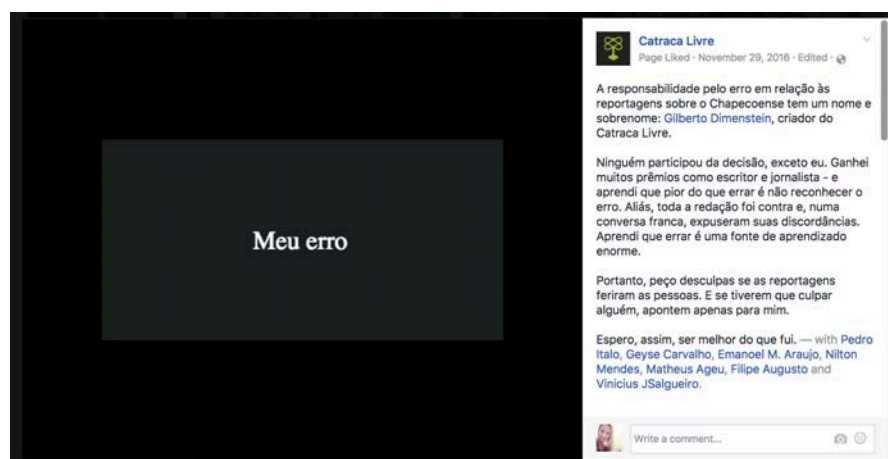 Meu erro
Catraca Livre
Page Liked · November 29, 2016 · Edited ·
A responsabilidade pelo erro em relação às
reportagens sobre o Chapecoense tem um nome e
sobrenome: Gilberto Dimenstein, criador do
Catraca Livre.
Ninguém participou da decisão, exceto eu. Ganhei
muitos prêmios como escritor e jornalista - e
aprendi que pior do que errar é não reconhecer o
erro. Aliás, toda a redação foi contra e, numa
conversa franca, expuseram suas discordâncias.
Aprendi que errar é uma fonte de aprendizado
enorme.
Portanto, peço desculpas se as reportagens
feriram as pessoas. E se tiverem que culpar
alguém, apontem apenas para mim.
Espero, assim, ser melhor do que fui. — with Pedro
Italo, Geyse Carvalho, Emanoel M. Araujo, Nilton
Mendes, Matheus Ageu, Filipe Augusto and
Vinicius JSalgueiro.
Write a comment...